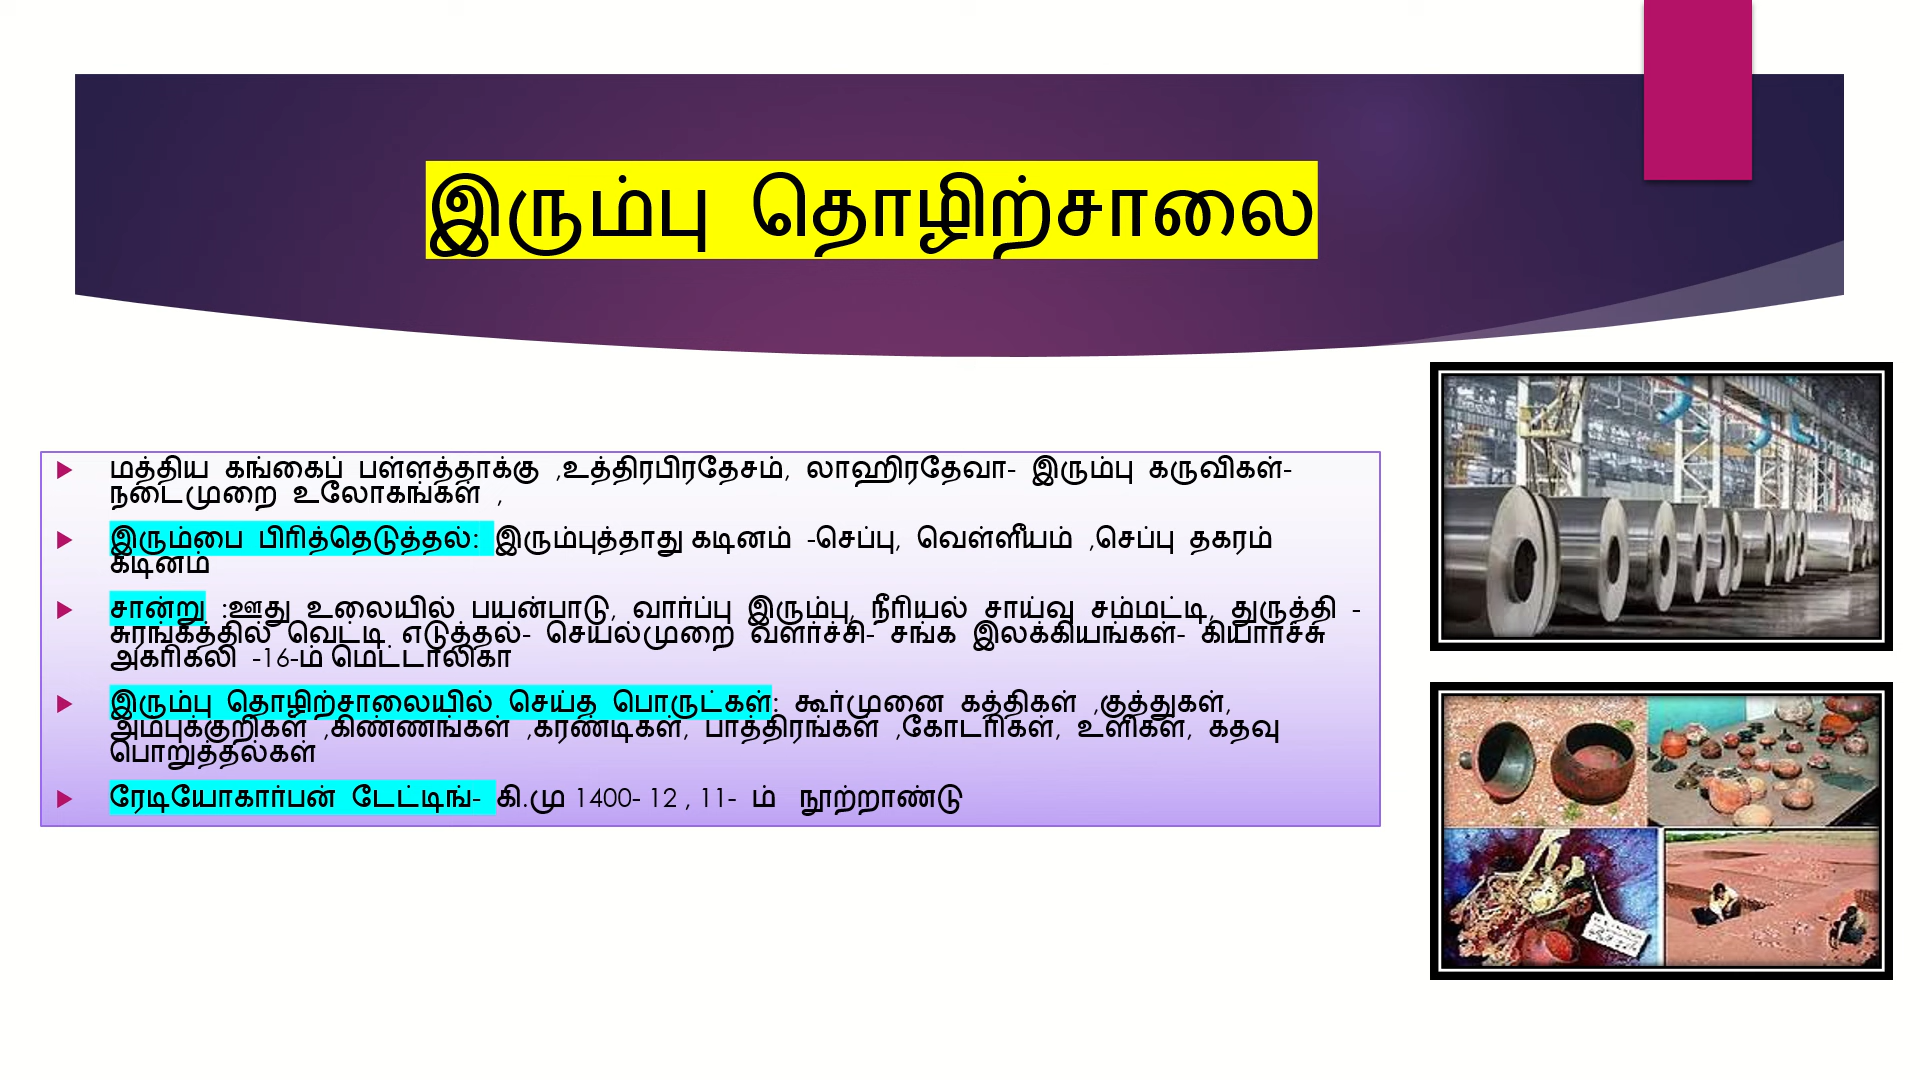 இரும்பு தொழிற்சாலை
மத்திய கங்கைப் பள்ளத்தாக்கு ,உத்திரபிரதேசம், லாஹிரதேவா- இரும்பு கருவிகள்-
நடைமுறை உலோகங்கள் ,
இரும்பை பிரித்தெடுத்தல்: இரும்புத்தாது கடினம் -செப்பு, வெள்ளீயம் ,செப்பு தகரம்
கடினம்
சான்று :ஊது உலையில் பயன்பாடு, வார்ப்பு இரும்பு, நீரியல் சாய்வு சம்மட்டி, துருத்தி -
சுரங்கத்தில் வெட்டி எடுத்தல்- செயல்முறை வளர்ச்சி- சங்க இலக்கியங்கள்- கியார்ச்சு
அகரிகலி -16-ம் மெட்டாலிகா
இரும்பு தொழிற்சாலையில் செய்த பொருட்கள்: கூர்முனை கத்திகள் ,குத்துகள்,
அம்புக்குறிகள் ,கிண்ணங்கள் ,கரண்டிகள், பாத்திரங்கள் ,கோடரிகள், உளிகள், கதவு
பொறுத்தல்கள்
ரேடியோகார்பன் டேட்டிங்- கி.மு 1400- 12 , 11- ம் நூற்றாண்டு